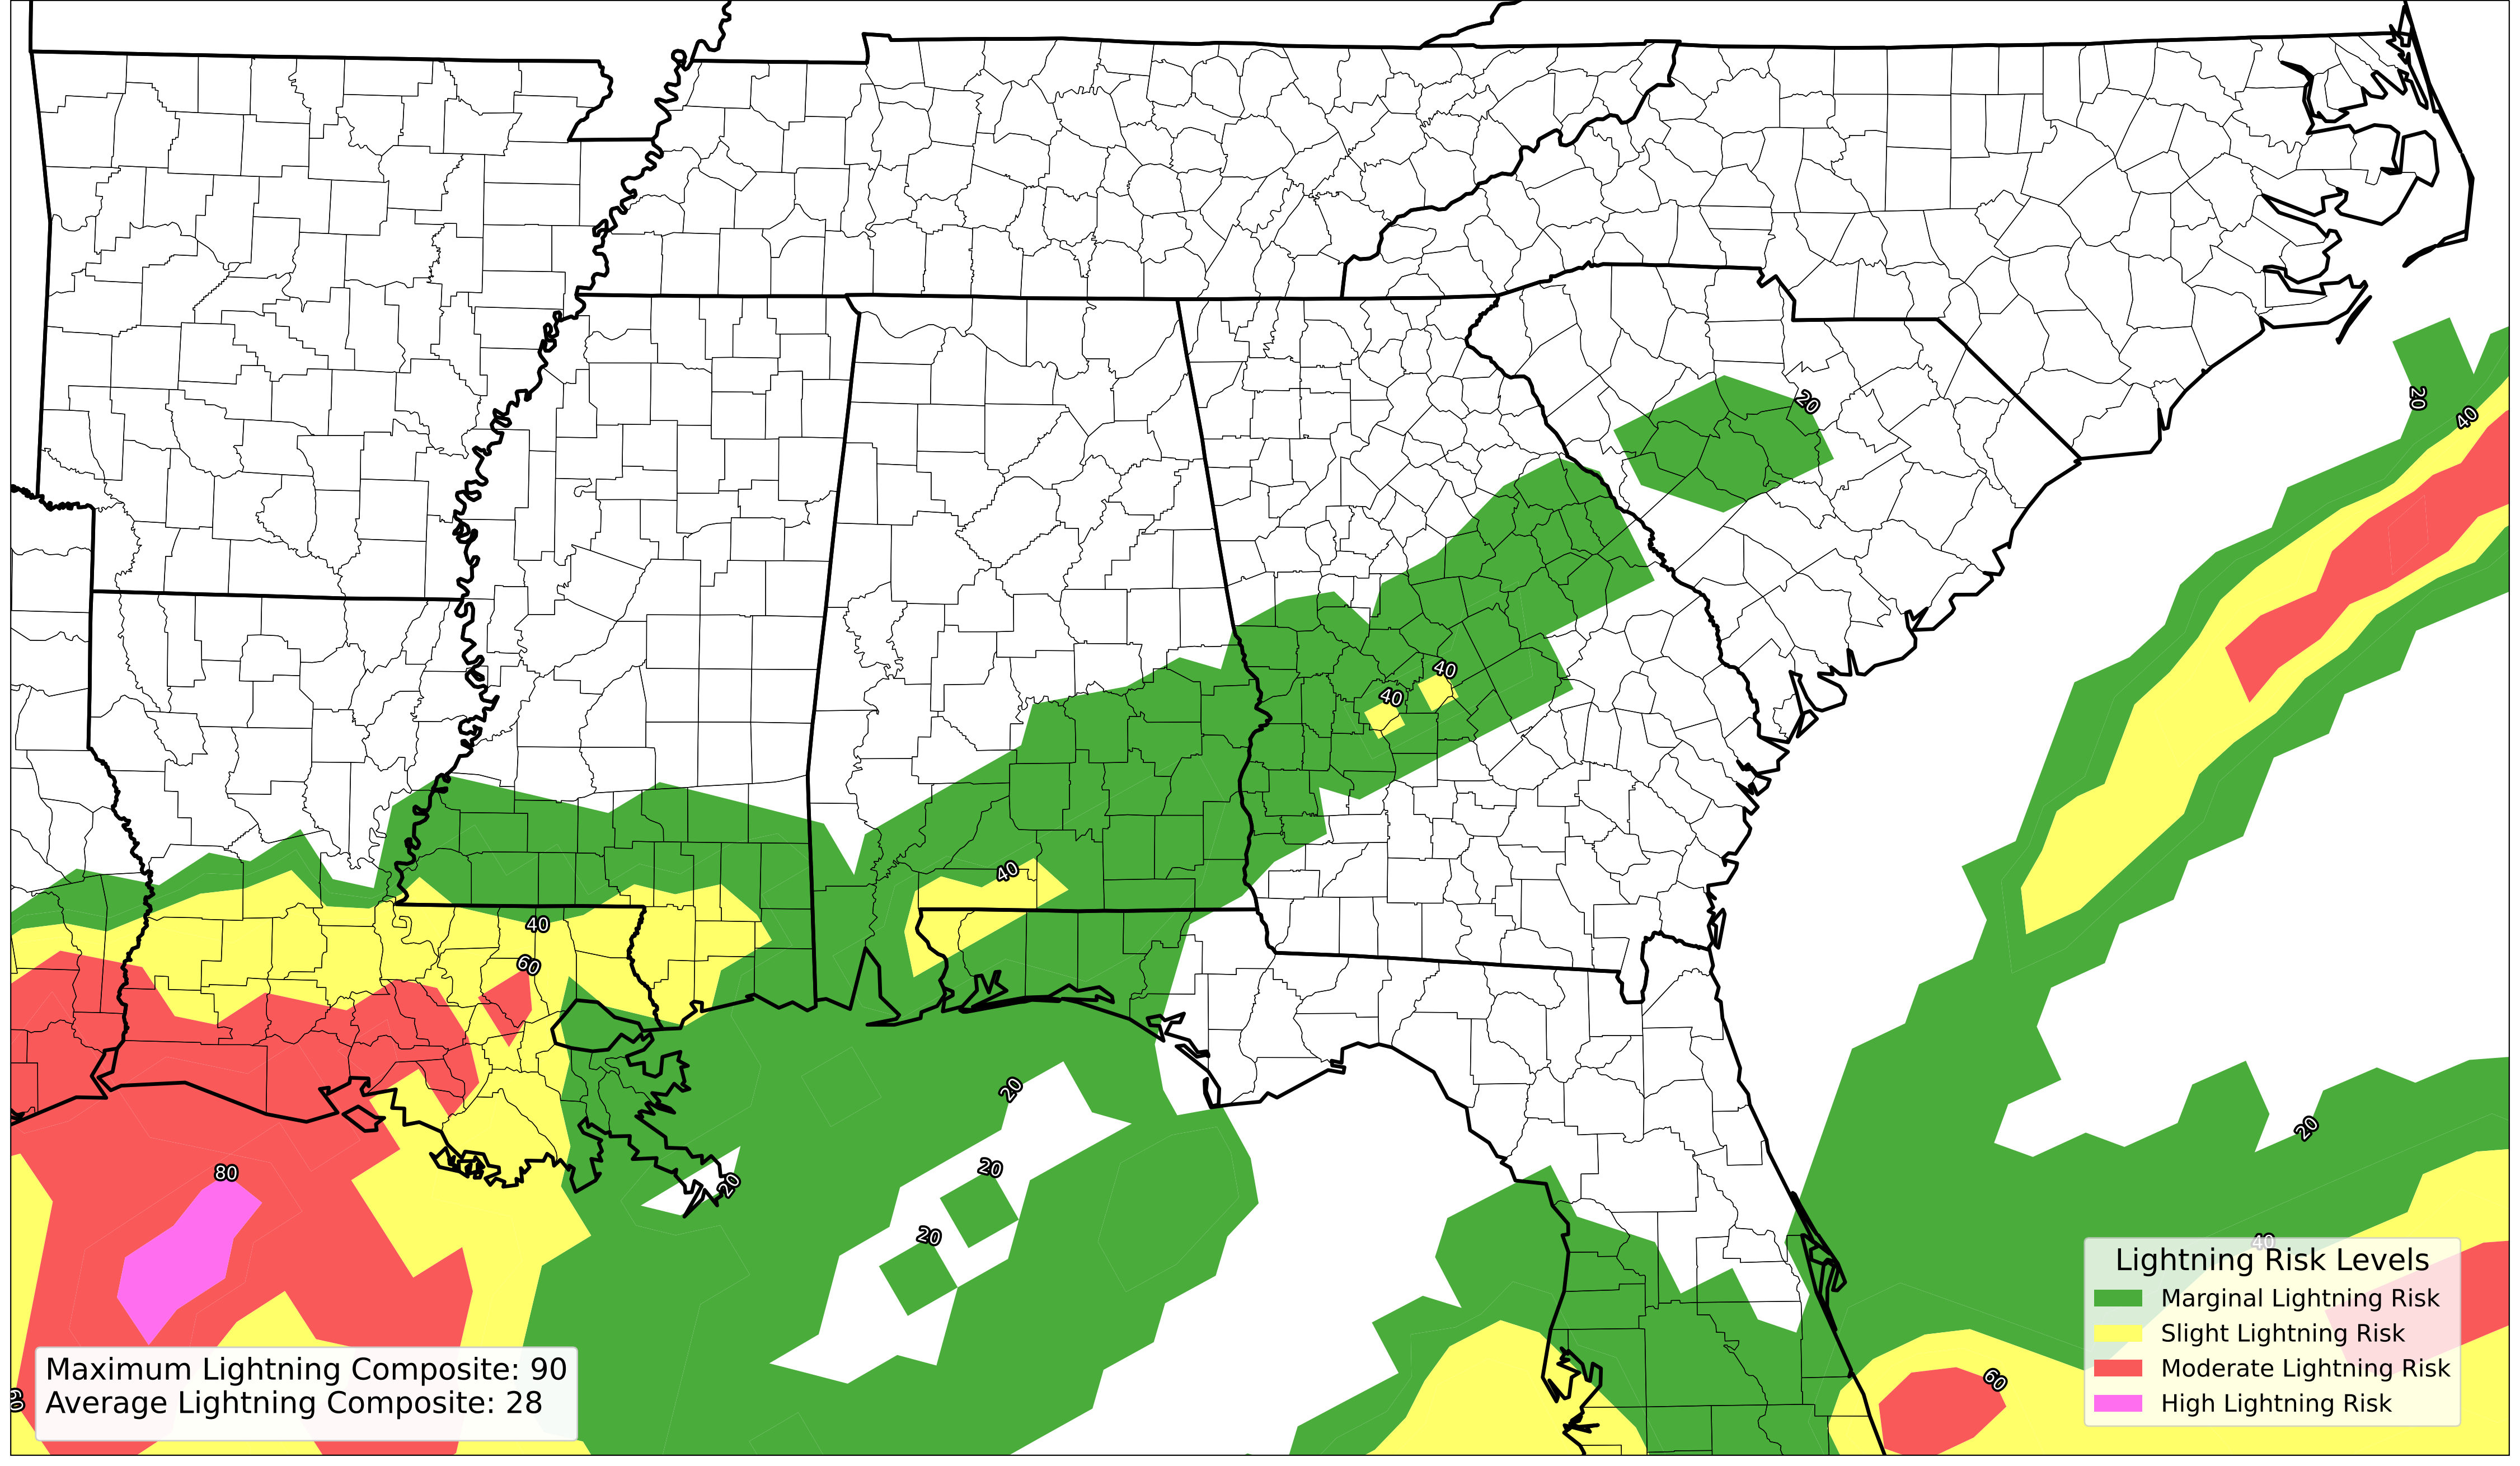 20
20
40
40
40
40
40
60
20
80
20
20
20
20
40
60
60
Lightning Risk Levels
Marginal Lightning Risk
Slight Lightning Risk
Moderate Lightning Risk
High Lightning Risk
Maximum Lightning Composite: 90
Average Lightning Composite: 28